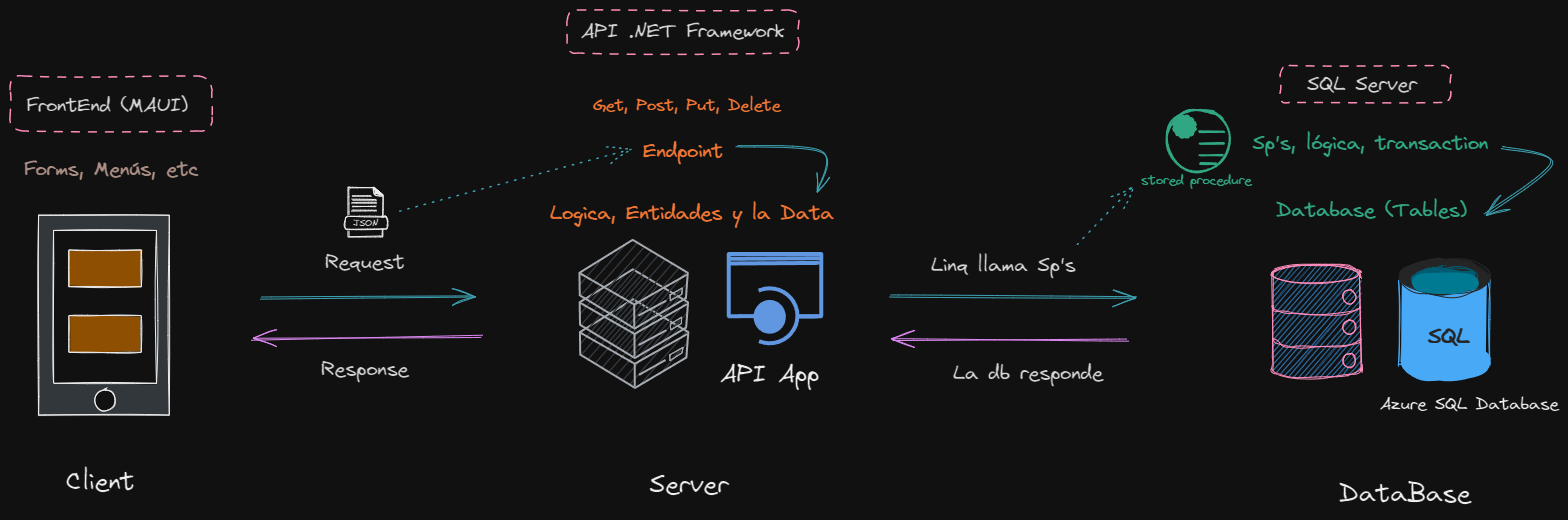 FrontEnd (MAUI)
Forms, Menús, etc
Client
JSON
Request
Response
API .NET Framework
Get, Post, Put, Delete
Endpoint
Logica, Entidades y la Data
API App
Server
Linq llama Sp's
La db responde
SQL Server
stored procedure
Sp's, lógica, transaction
Database (Tables)
SQL
Azure SQL Database
DataBase